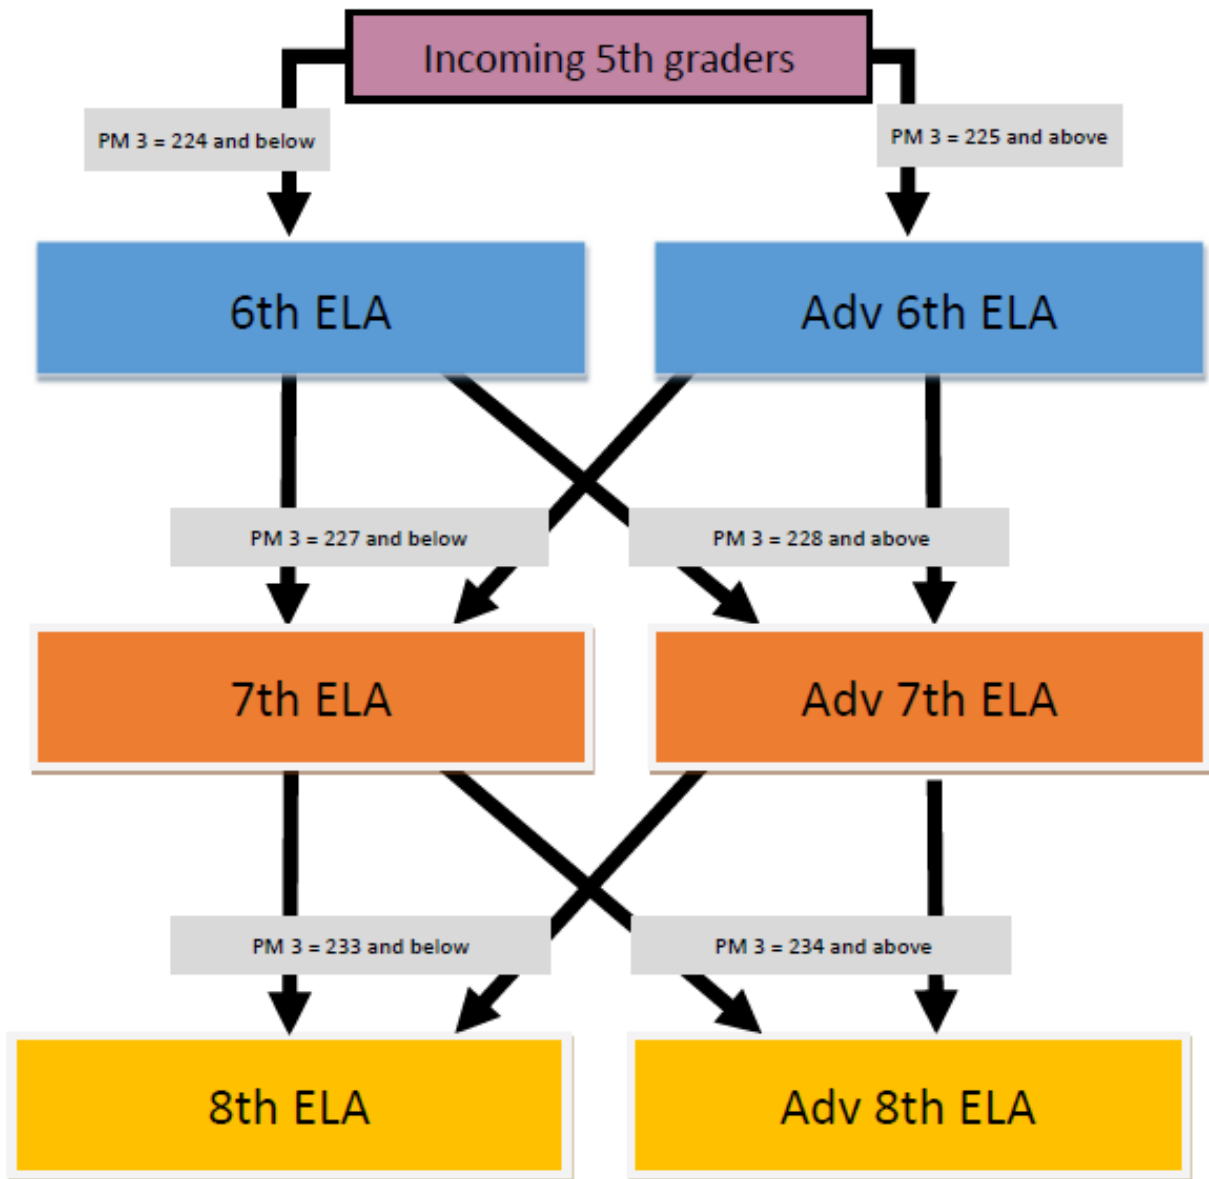 Incoming 5th graders
PM 3 = 224 and below
PM 3 = 225 and above
6th ELA
Adv 6th ELA
PM 3 = 227 and below
PM 3 = 228 and above
7th ELA
Adv 7th ELA
PM 3 = 233 and below
PM 3 = 234 and above
8th ELA
Adv 8th ELA